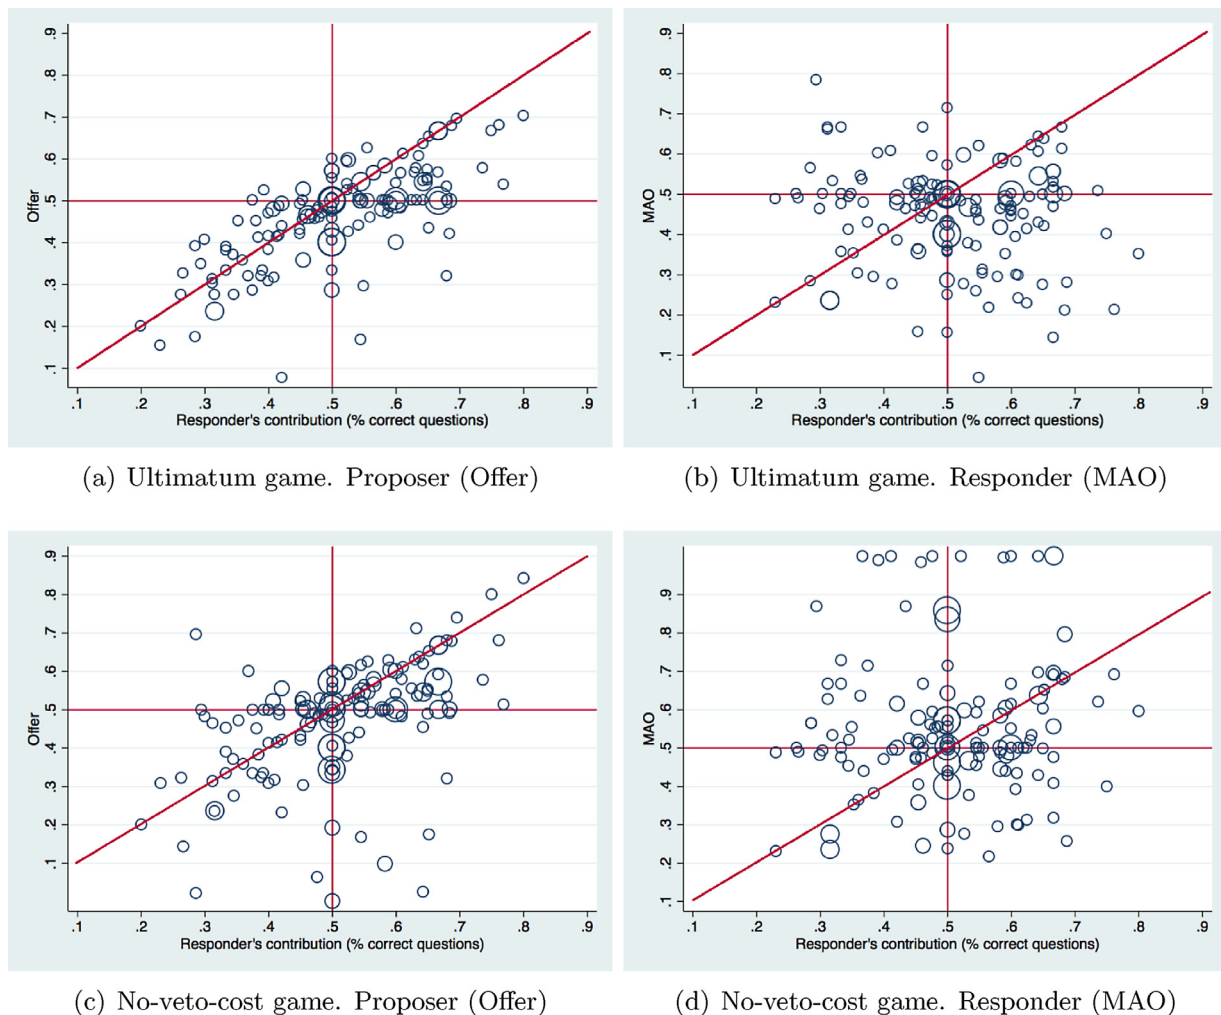 .9
.8
.7
.6
.5
.4
.3
.2
.1
Offer
.1 .2 .3 .4 .5 .6 .7 .8 .9
Responder's contribution (% correct questions)
(a) Ultimatum game. Proposer (Offer)
.9
.8
.7
.6
.5
.4
.3
.2
.1
MAO
.1 .2 .3 .4 .5 .6 .7 .8 .9
Responder's contribution (% correct questions)
(b) Ultimatum game. Responder (MAO)
.9
.8
.7
.6
.5
.4
.3
.2
.1
Offer
.1 .2 .3 .4 .5 .6 .7 .8 .9
Responder's contribution (% correct questions)
(c) No-veto-cost game. Proposer (Offer)
.9
.8
.7
.6
.5
.4
.3
.2
.1
MAO
.1 .2 .3 .4 .5 .6 .7 .8 .9
Responder's contribution (% correct questions)
(d) No-veto-cost game. Responder (MAO)